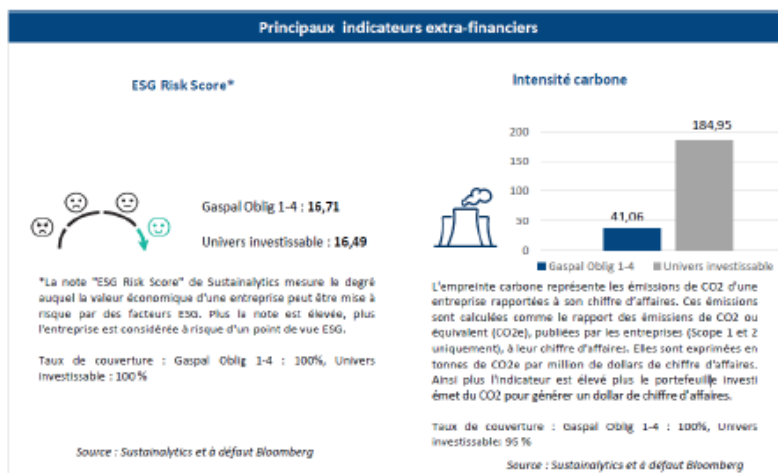 Principaux indicateurs extra-financiers
ESG Risk Score*
Gaspal Oblig 1-4 : 16,71
Univers investissable : 16,49
*La note "ESG Risk Score" de Sustainalytics mesure le degré
auquel la valeur économique d'une entreprise peut être mise à
risque par des facteurs ESG. Plus la note est élevée, plus
l'entreprise est considérée à risque d'un point de vue ESG.
Taux de couverture : Gaspal Oblig 1-4 : 100%, Univers
investissable : 100 %
Source : Sustainalytics et à défaut Bloomberg
Intensité carbone
184,95
200
150
100
41,06
50
0
Gaspal Oblig 1-4 Univers investissable
L'empreinte carbone représente les émissions de CO2 d'une
entreprise rapportées à son chiffre d'affaires. Ces émissions
sont calculées comme le rapport des émissions de CO2 ou
équivalent (CO2e), publiées par les entreprises (Scope 1 et 2
uniquement), à leur chiffre d'affaires. Elles sont exprimées en
tonnes de CO2e par million de dollars de chiffre d'affaires.
Ainsi plus l'indicateur est élevé plus le portefeuille investi
émet du CO2 pour générer un dollar de chiffre d'affaires.
Taux de couverture : Gaspal Oblig 1-4 : 100%, Univers
investissable: 95 %
Source : Sustainalytics et à défaut Bloomberg